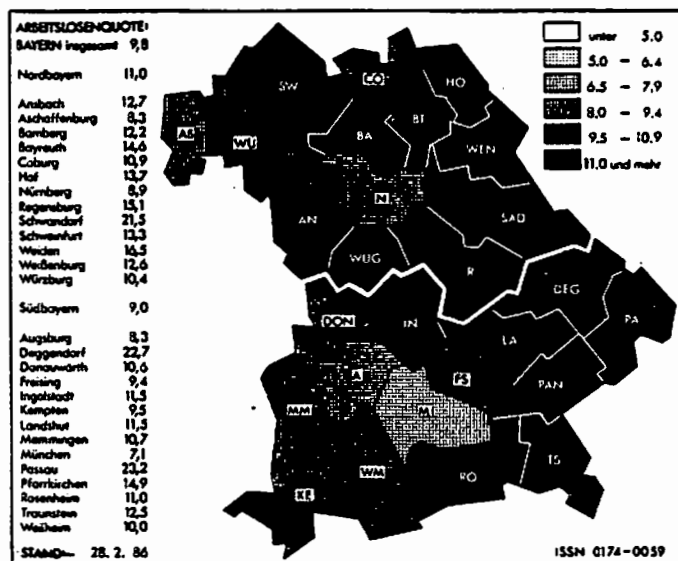 ARBEITSLOSENQUOTE:
BAYERN insgesamt 9,8
Nordbayern 11,0
Ansbach 12,7
Aschaffenburg 8,3
Bamberg 12,2
Bayreuth 14,6
Coburg 10,9
Hof 13,7
Nürnberg 8,9
Regensburg 15,1
Schwandorf 21,5
Schweinfurt 13,3
Weiden 16,5
Weißenburg 12,6
Würzburg 10,4
Südbayern 9,0
Augsburg 8,3
Deggendorf 22,7
Donauwörth 10,6
Freising 9,4
Ingolstadt 11,5
Kempten 9,5
Landshut 11,5
Memmingen 10,7
München 7,1
Passau 23,2
Pfarrkirchen 14,9
Rosenheim 11,0
Traunstein 12,5
Weilheim 10,0
STAND 28. 2. 86
unter 5.0
5.0 – 6.4
6.5 – 7.9
8.0 – 9.4
9.5 – 10.9
11.0 und mehr
SW
CO
HO
AB
WÜ
BA
BT
WEN
N
AN
SAD
WUG
R
DEG
DON
IN
PA
LA
A
FS
PAN
MM
M
WM
RO
TS
KE
ISSN 0174-0059